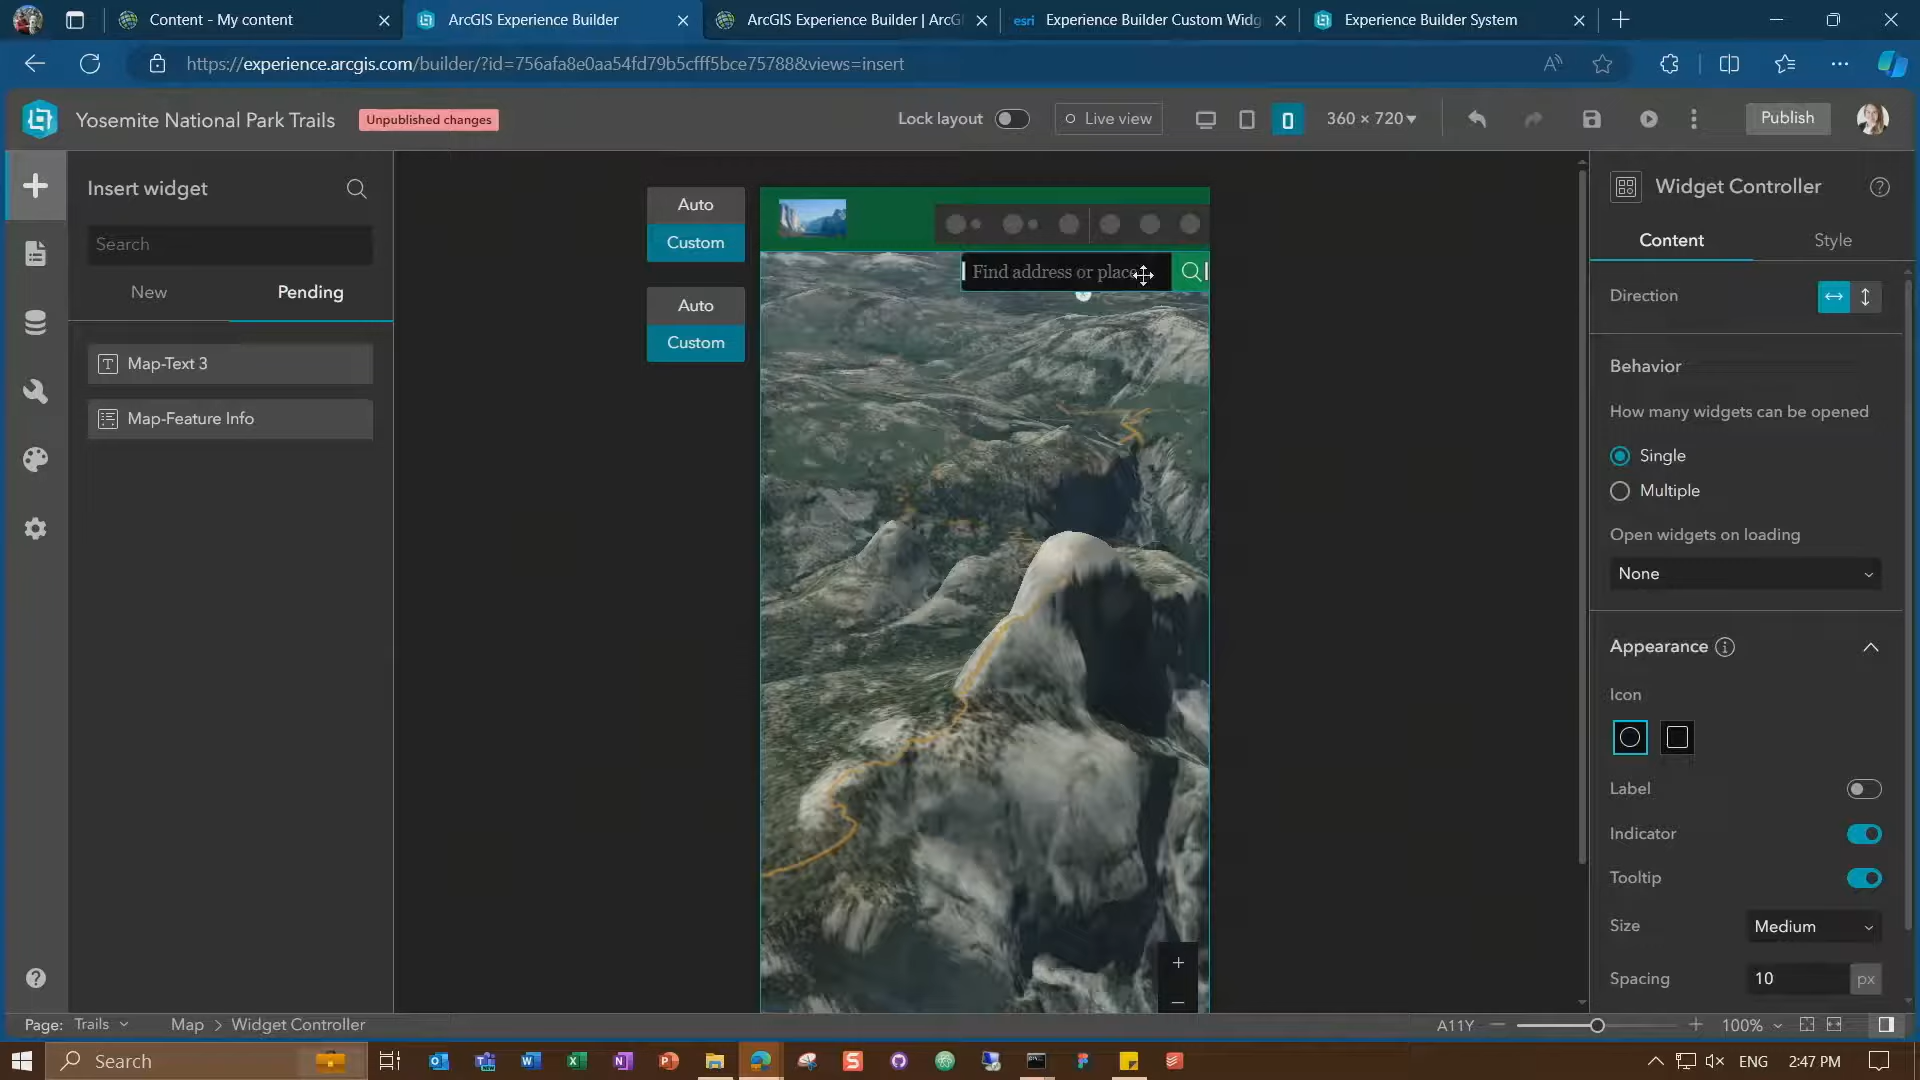 Content - My content
ArcGIS Experience Builder
ArcGIS Experience Builder | ArcG
esri Experience Builder Custom Widg
Experience Builder System
https://experience.arcgis.com/builder/?id=756afa8e0aa54fd79b5cfff5bce75788&views=insert
Yosemite National Park Trails
Unpublished changes
Lock layout
Live view
360 × 720
Publish
Insert widget
Search
New
Pending
Map-Text 3
Map-Feature Info
Auto
Custom
Auto
Custom
Find address or place
+
−
Widget Controller
Content
Style
Direction
Behavior
How many widgets can be opened
Single
Multiple
Open widgets on loading
None
Appearance
Icon
Label
Indicator
Tooltip
Size
Medium
Spacing
10
px
Page: Trails
Map > Widget Controller
A11Y
100%
Search
ENG
2:47 PM